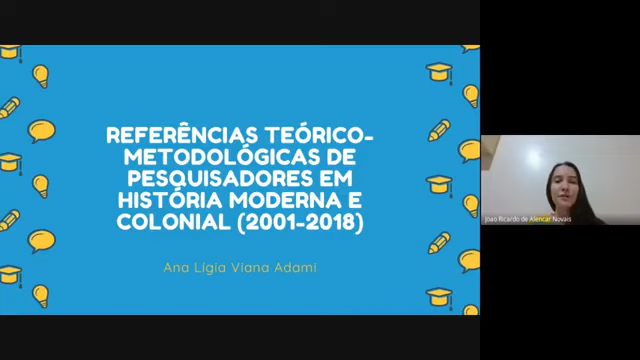 REFERÊNCIAS TEÓRICO-
METODOLÓGICAS DE
PESQUISADORES EM
HISTÓRIA MODERNA E
COLONIAL (2001-2018)
Ana Lígia Viana Adami
Joao Ricardo de Alencar Novais